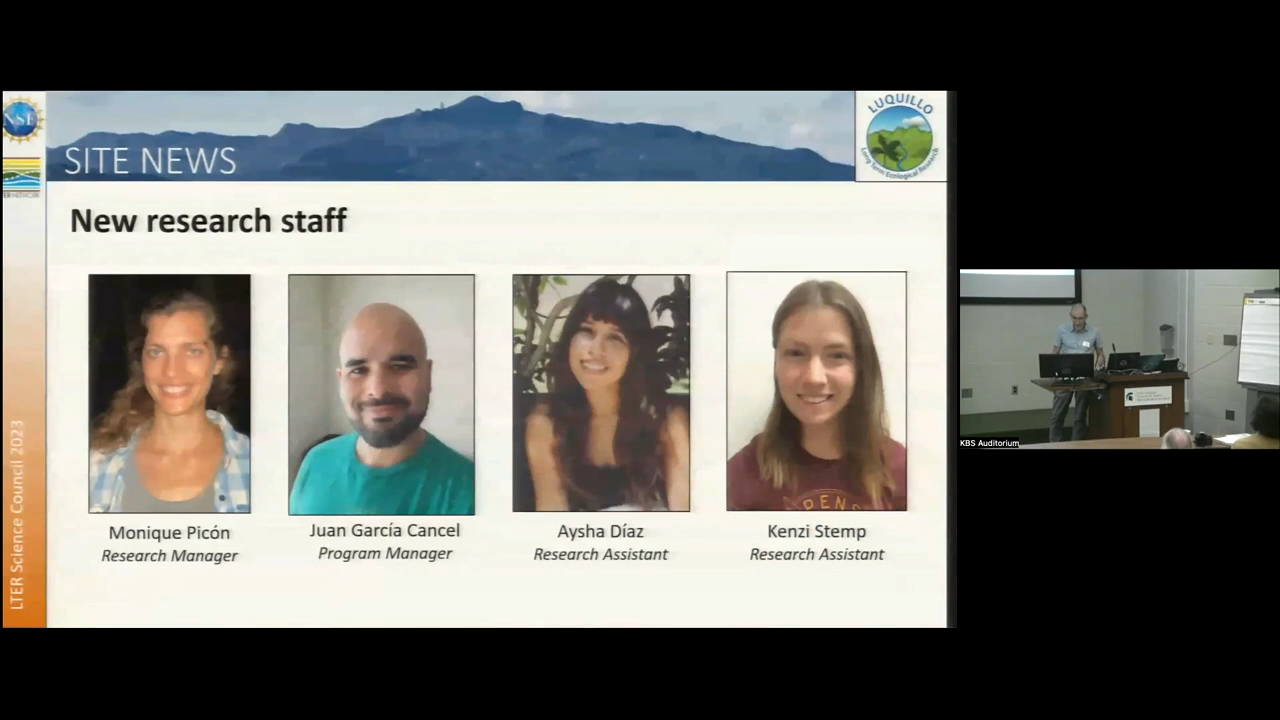 NSF
SITE NEWS
LUQUILLO
Long Term Ecological Research
New research staff
Monique Picón
Research Manager
Juan García Cancel
Program Manager
Aysha Díaz
Research Assistant
Kenzi Stemp
Research Assistant
LTER Science Council 2023
KBS Auditorium